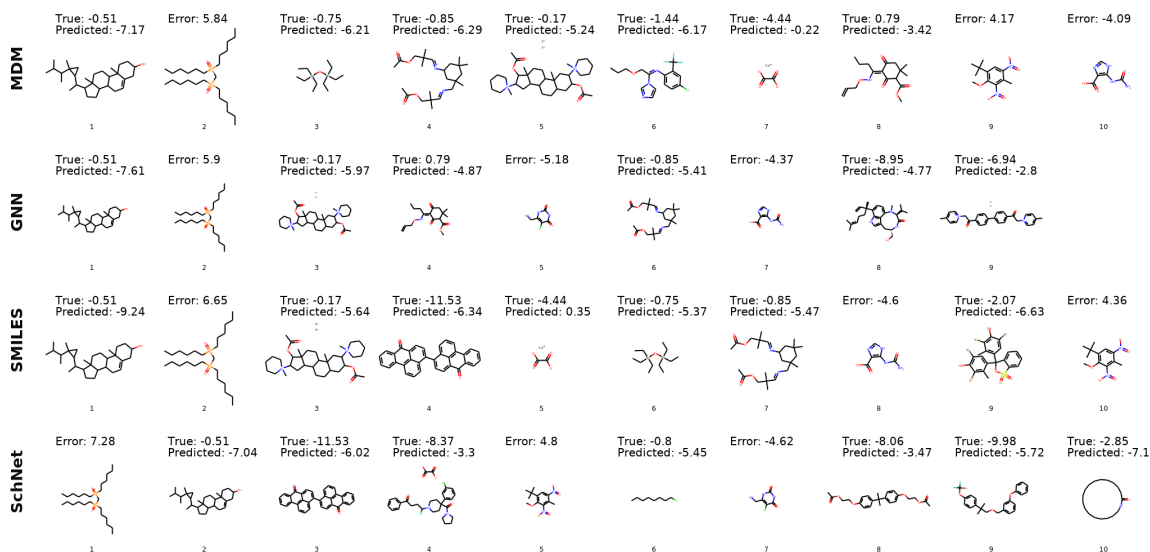 MDM
True: -0.51
Predicted: -7.17
Error: 5.84
True: -0.75
Predicted: -6.21
True: -0.85
Predicted: -6.29
True: -0.17
Predicted: -5.24
True: -1.44
Predicted: -6.17
True: -4.44
Predicted: -0.22
True: 0.79
Predicted: -3.42
Error: 4.17
Error: -4.09
1
2
3
4
5
6
7
8
9
10
GNN
True: -0.51
Predicted: -7.61
Error: 5.9
True: -0.17
Predicted: -5.97
True: 0.79
Predicted: -4.87
Error: -5.18
True: -0.85
Predicted: -5.41
Error: -4.37
True: -8.95
Predicted: -4.77
True: -6.94
Predicted: -2.8
1
2
3
4
5
6
7
8
9
SMILES
True: -0.51
Predicted: -9.24
Error: 6.65
True: -0.17
Predicted: -5.64
True: -11.53
Predicted: -6.34
True: -4.44
Predicted: 0.35
True: -0.75
Predicted: -5.37
True: -0.85
Predicted: -5.47
Error: -4.6
True: -2.07
Predicted: -6.63
Error: 4.36
1
2
3
4
5
6
7
8
9
10
SchNet
Error: 7.28
True: -0.51
Predicted: -7.04
True: -11.53
Predicted: -6.02
True: -8.37
Predicted: -3.3
Error: 4.8
True: -0.8
Predicted: -5.45
Error: -4.62
True: -8.06
Predicted: -3.47
True: -9.98
Predicted: -5.72
True: -2.85
Predicted: -7.1
1
2
3
4
5
6
7
8
9
10